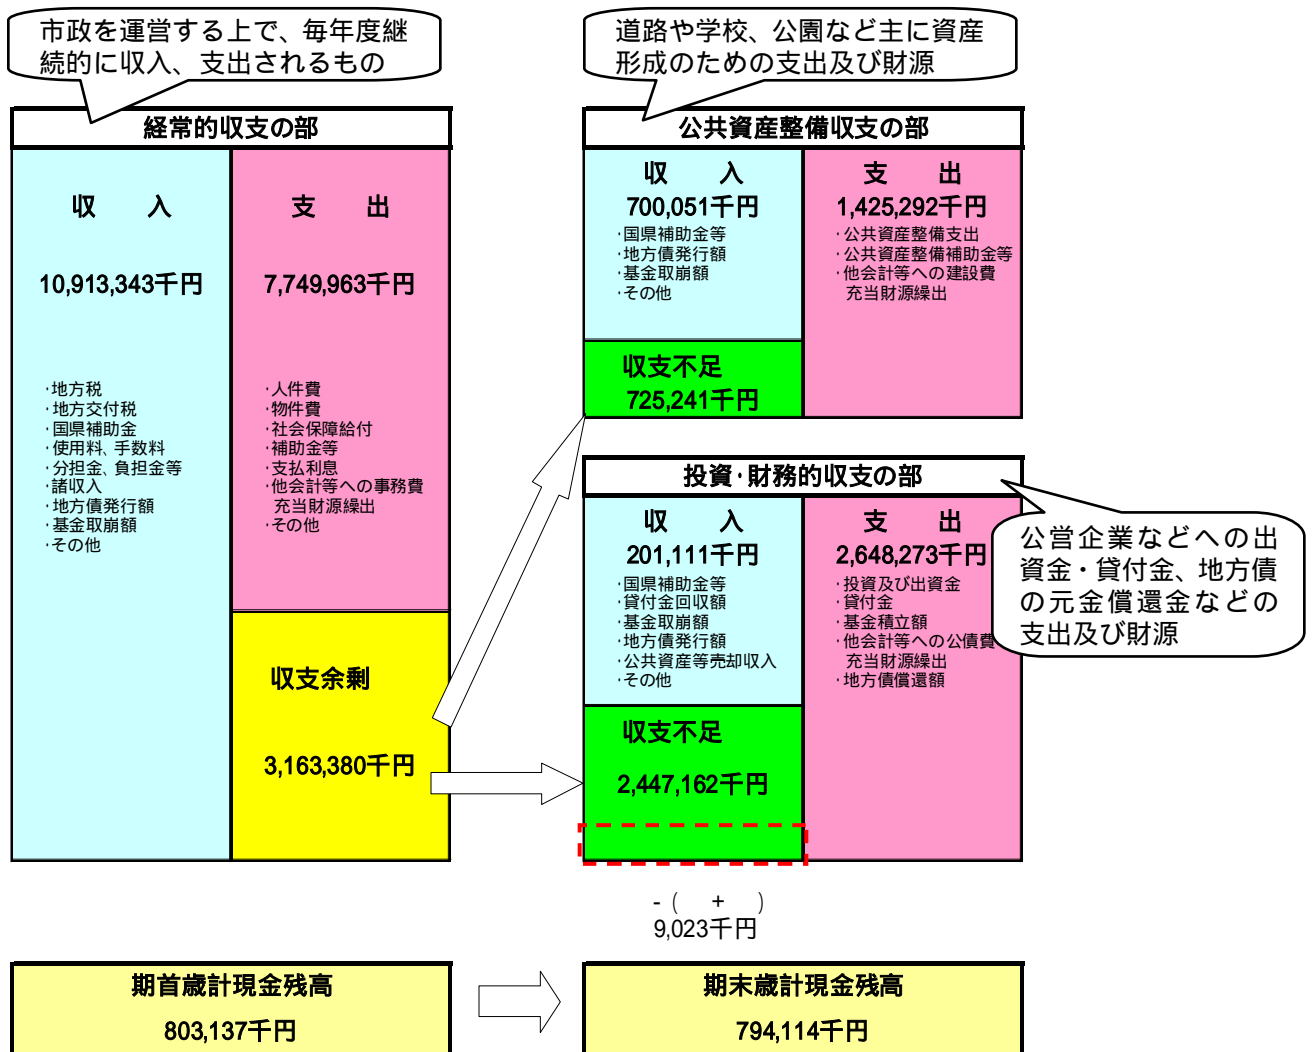 市政を運営する上で、毎年度継
続的に収入、支出されるもの
道路や学校、公園など主に資産
形成のための支出及び財源
経常的収支の部
収　入
10,913,343千円
・地方税
・地方交付税
・国県補助金
・使用料、手数料
・分担金、負担金等
・諸収入
・地方債発行額
・基金取崩額
・その他
支　出
7,749,963千円
・人件費
・物件費
・社会保障給付
・補助金等
・支払利息
・他会計等への事務費
充当財源繰出
・その他
収支余剰
3,163,380千円
公共資産整備収支の部
収　入
700,051千円
・国県補助金等
・地方債発行額
・基金取崩額
・その他
収支不足
725,241千円
支　出
1,425,292千円
・公共資産整備支出
・公共資産整備補助金等
・他会計等への建設費
充当財源繰出
投資・財務的収支の部
収　入
201,111千円
・国県補助金等
・貸付金回収額
・基金取崩額
・地方債発行額
・公共資産等売却収入
・その他
収支不足
2,447,162千円
支　出
2,648,273千円
・投資及び出資金
・貸付金
・基金積立額
・他会計等への公債費
充当財源繰出
・地方債償還額
公営企業などへの出
資金・貸付金、地方債
の元金償還金などの
支出及び財源
-（　+　）
9,023千円
期首歳計現金残高
803,137千円
期末歳計現金残高
794,114千円